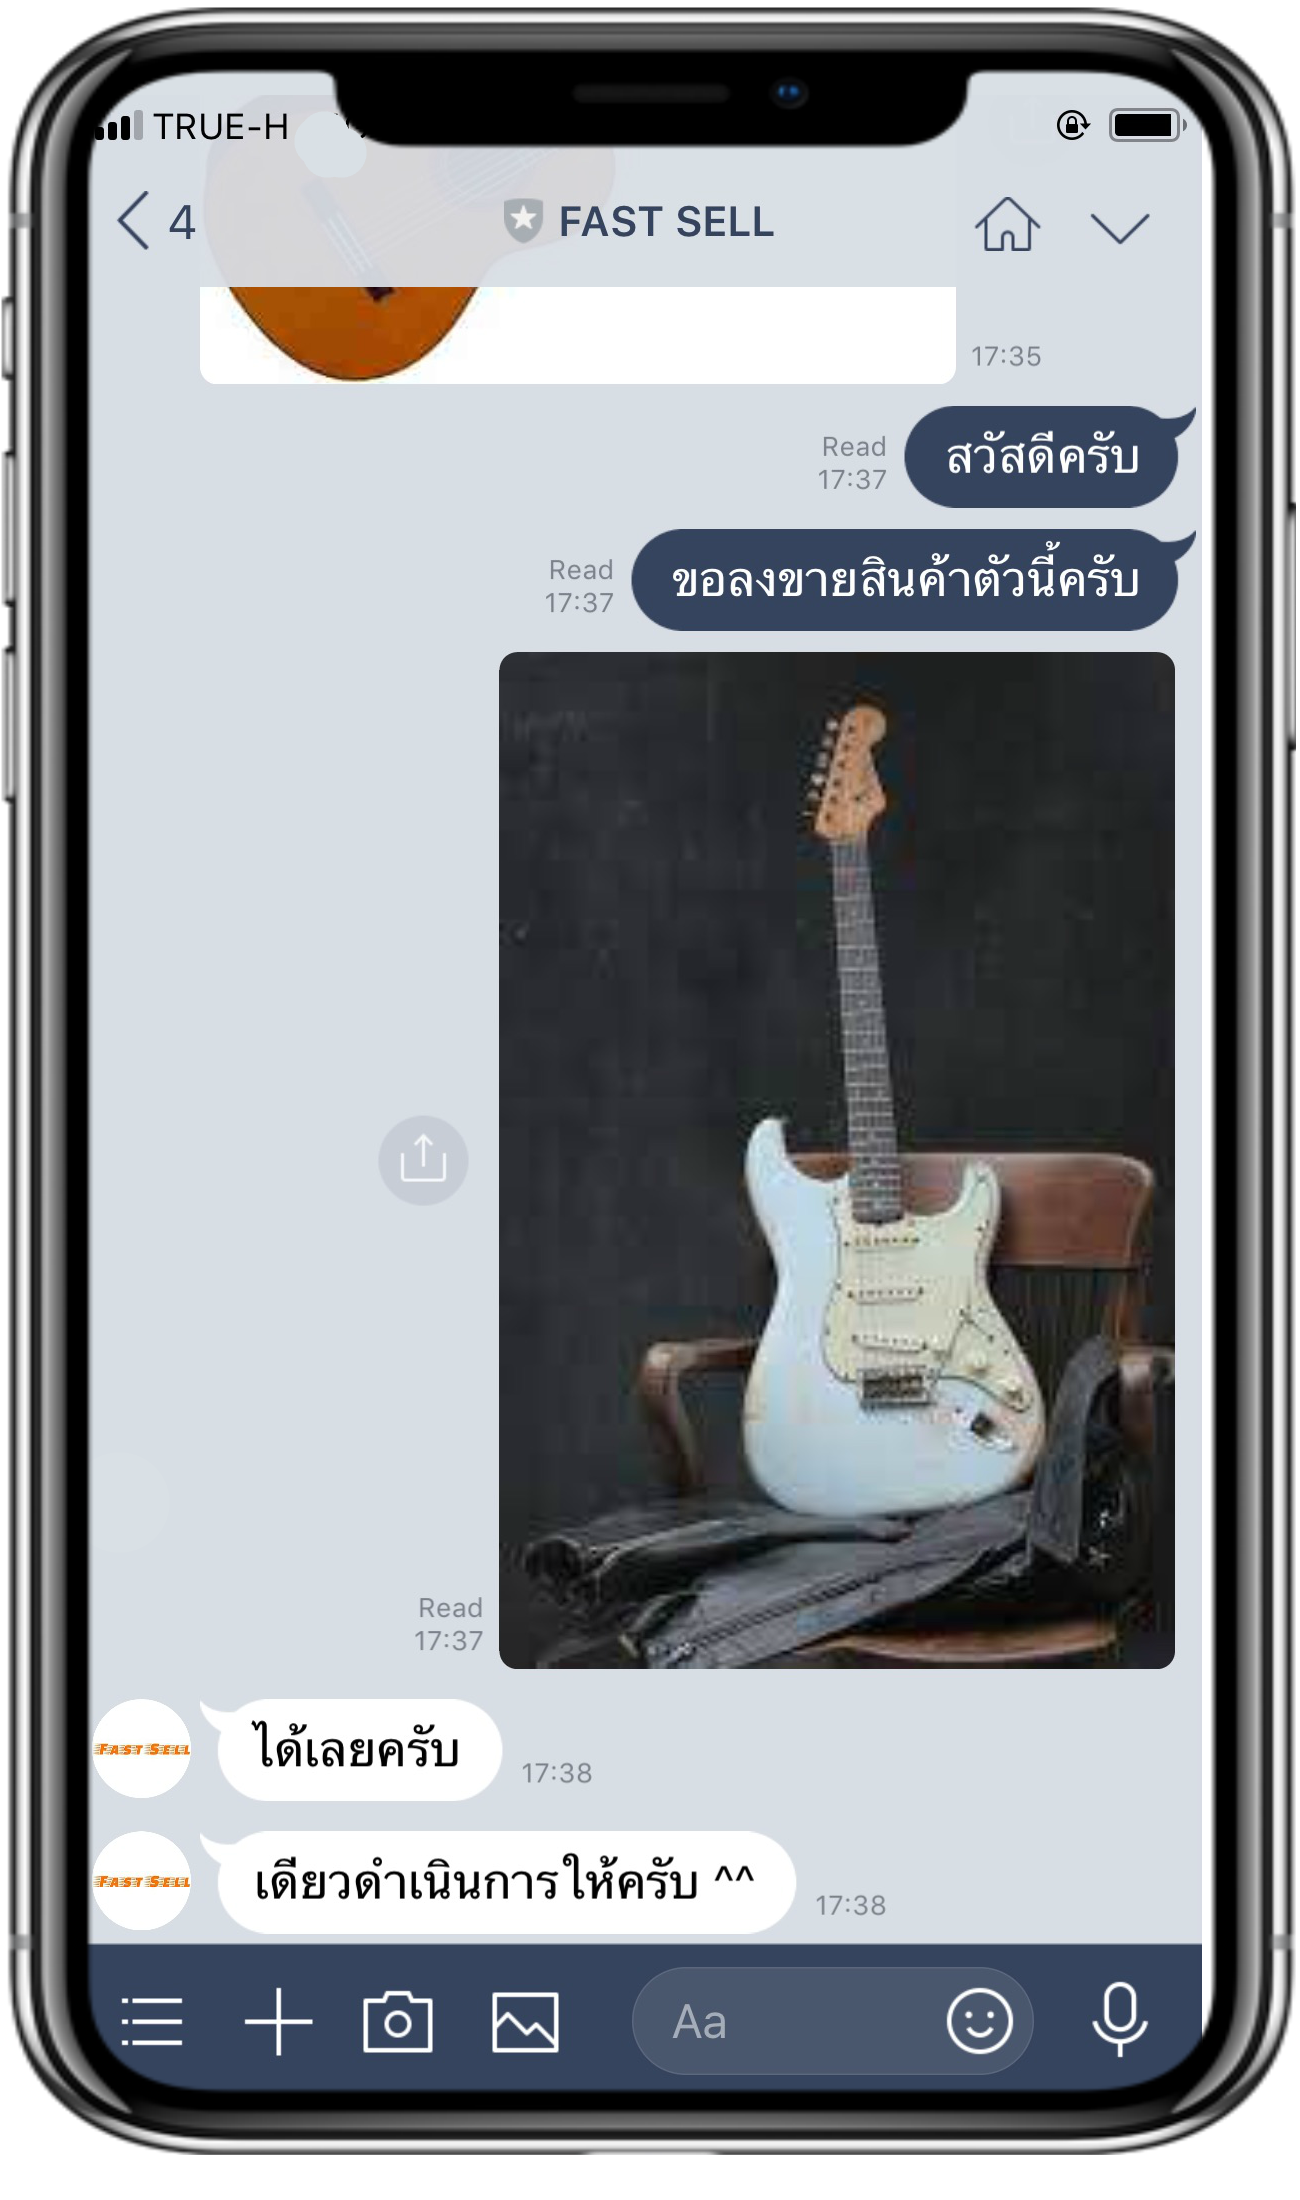 TRUE-H
4
FAST SELL
17:35
สวัสดีครับ
Read
17:37
ขอลงขายสินค้าตัวนี้ครับ
Read
17:37
Read
17:37
FAST SELL
ได้เลยครับ
17:38
FAST SELL
เดียวดำเนินการให้ครับ ^^
17:38
Aa